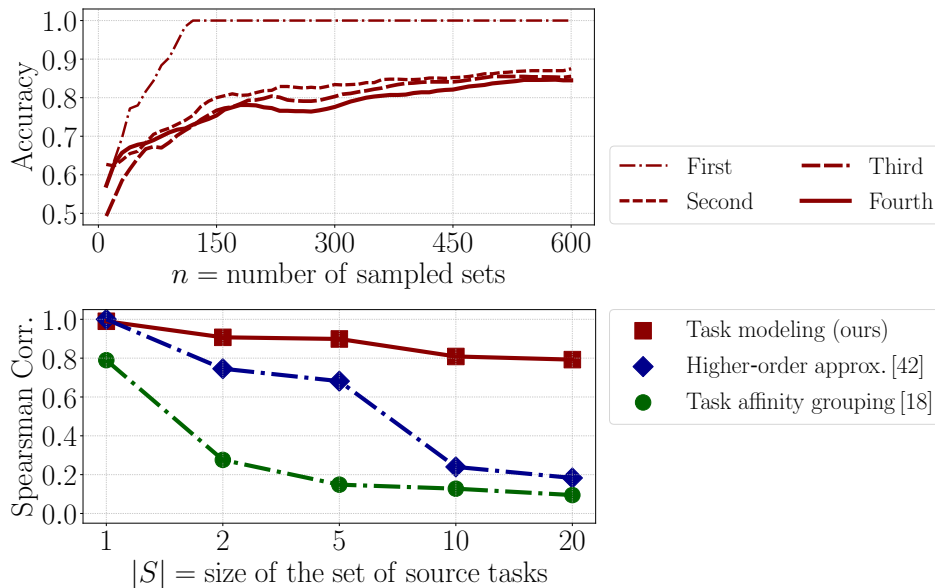 1.0
0.9
0.8
0.7
0.6
0.5
Accuracy
0 150 300 450 600
n = number of sampled sets
First Third
Second Fourth
1.0
0.8
0.6
0.4
0.2
0.0
Spearsman Corr.
1 2 5 10 20
|S| = size of the set of source tasks
Task modeling (ours)
Higher-order approx. [42]
Task affinity grouping [18]